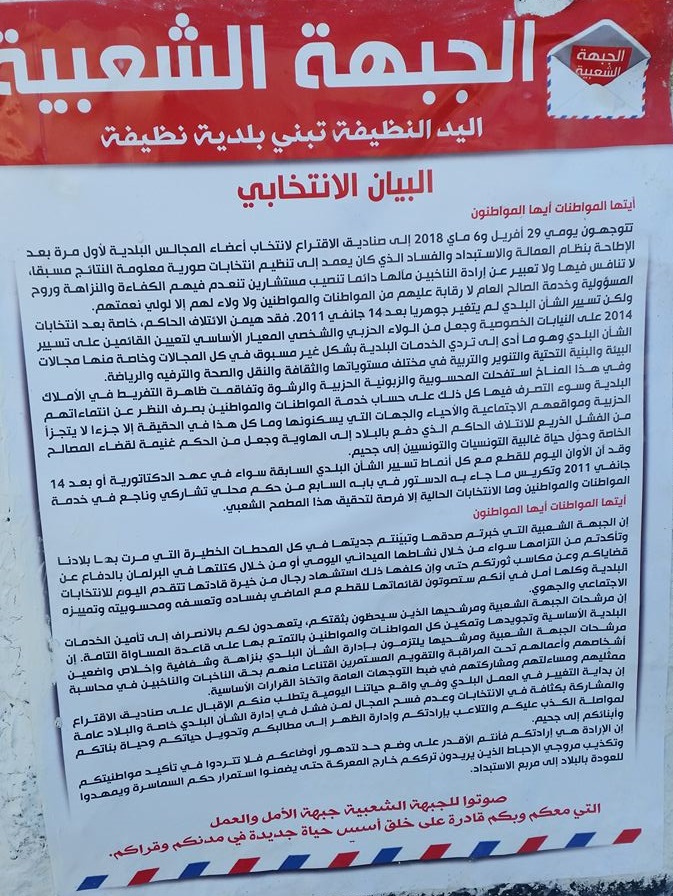 الجبهة الشعبية
الجبهة
الشعبية
اليد النظيفة تبني بلدية نظيفة
البيان الانتخابي
أيتها المواطنات أيها المواطنون
تتوجهون يومي 29 أفريل و6 ماي 2018 إلى صناديق الاقتراع لانتخاب أعضاء المجالس البلدية لأول مرة بعد
الإطاحة بنظام العمالة والاستبداد والفساد الذي كان يعمد إلى تنظيم انتخابات صورية معلومة النتائج مسبقا،
لا تنافس فيها ولا تعبير عن إرادة الناخبين مآلها دائما تنصيب مستشارين تنعدم فيهم الكفاءة والنزاهة وروح
المسؤولية وخدمة الصالح العام لا رقابة عليهم من المواطنات والمواطنين ولا ولاء لهم إلا لولي نعمتهم.
ولكن تسيير الشأن البلدي لم يتغير جوهريا بعد 14 جانفي 2011. فقد هيمن الائتلاف الحاكم، خاصة بعد انتخابات
2014 على النيابات الخصوصية وجعل من الولاء الحزبي والشخصي المعيار الأساسي لتعيين القائمين على تسيير
الشأن البلدي وهو ما أدى إلى تردي الخدمات البلدية بشكل غير مسبوق في كل المجالات وخاصة منها مجالات
البيئة والبنية التحتية والتنوير والتربية في مختلف مستوياتها والثقافة والنقل والصحة والترفيه والرياضة.
وفي هذا المناخ استفحلت المحسوبية والزبونية الحزبية والرشوة وتفاقمت ظاهرة التفريط في الأملاك
البلدية وسوء التصرف فيها كل ذلك على حساب خدمة المواطنات والمواطنين بصرف النظر عن انتماءاتهم
الحزبية ومواقعهم الاجتماعية والأحياء والجهات التي يسكنونها وما كل هذا في الحقيقة إلا جزءا لا يتجزأ
من الفشل الذريع للائتلاف الحاكم الذي دفع بالبلاد إلى الهاوية وجعل من الحكم غنيمة لقضاء المصالح
الخاصة وحوّل حياة غالبية التونسيات والتونسيين إلى جحيم.
وقد آن الأوان اليوم للقطع مع كل أنماط تسيير الشأن البلدي السابقة سواء في عهد الدكتاتورية أو بعد 14
جانفي 2011 وتكريس ما جاء به الدستور في بابه السابع من حكم محلي تشاركي وناجع في خدمة
المواطنات والمواطنين وما الانتخابات الحالية إلا فرصة لتحقيق هذا المطمح الشعبي.
أيتها المواطنات أيها المواطنون
إن الجبهة الشعبية التي خبرتم صدقها وتبيّنتم جديتها في كل المحطات الخطيرة التي مرت بها بلادنا
وتأكدتم من التزامها سواء من خلال نشاطها الميداني اليومي أو من خلال كتلتها في البرلمان بالدفاع عن
قضاياكم وعن مكاسب ثورتكم حتى وإن كلفها ذلك استشهاد رجال من خيرة قادتها تتقدم اليوم للانتخابات
البلدية وكلها أمل في أنكم ستصوتون لقائماتها للقطع مع الماضي بفساده وتعسفه ومحسوبيته وتمييزه
الاجتماعي والجهوي.
إن مرشحات الجبهة الشعبية ومرشحيها الذين سيحظون بثقتكم، يتعهدون لكم بالانصراف إلى تأمين الخدمات
البلدية الأساسية وتجويدها وتمكين كل المواطنات والمواطنين بالتمتع بها على قاعدة المساواة التامة. إن
مرشحات الجبهة الشعبية ومرشحيها يلتزمون بإدارة الشأن البلدي بنزاهة وشفافية وإخلاص واضعين
أشخاصهم وأعمالهم تحت المراقبة والتقويم المستمرين اقتناعا منهم بحق الناخبات والناخبين في محاسبة
ممثليهم ومساءلتهم ومشاركتهم في ضبط التوجهات العامة واتخاذ القرارات الأساسية.
إن بداية التغيير في العمل البلدي وفي واقع حياتنا اليومية يتطلب منكم الإقبال على صناديق الاقتراع
والمشاركة بكثافة في الانتخابات وعدم فسح المجال لمن فشل في إدارة الشأن البلدي خاصة والبلاد عامة
لمواصلة الكذب عليكم والتلاعب بإرادتكم وإدارة الظهر إلى مطالبكم وتحويل حياتكم وحياة بناتكم
وأبنائكم إلى جحيم.
إن الإرادة هي إرادتكم فأنتم الأقدر على وضع حد لتدهور أوضاعكم فلا تترددوا في تأكيد مواطنيتكم
وتكذيب مروجي الإحباط الذين يريدون ترككم خارج المعركة حتى يضمنوا استمرار حكم السماسرة ويمهدوا
للعودة بالبلاد إلى مربع الاستبداد.
صوتوا للجبهة الشعبية جبهة الأمل والعمل
التي معكم وبكم قادرة على خلق أسس حياة جديدة في مدنكم وقراكم.